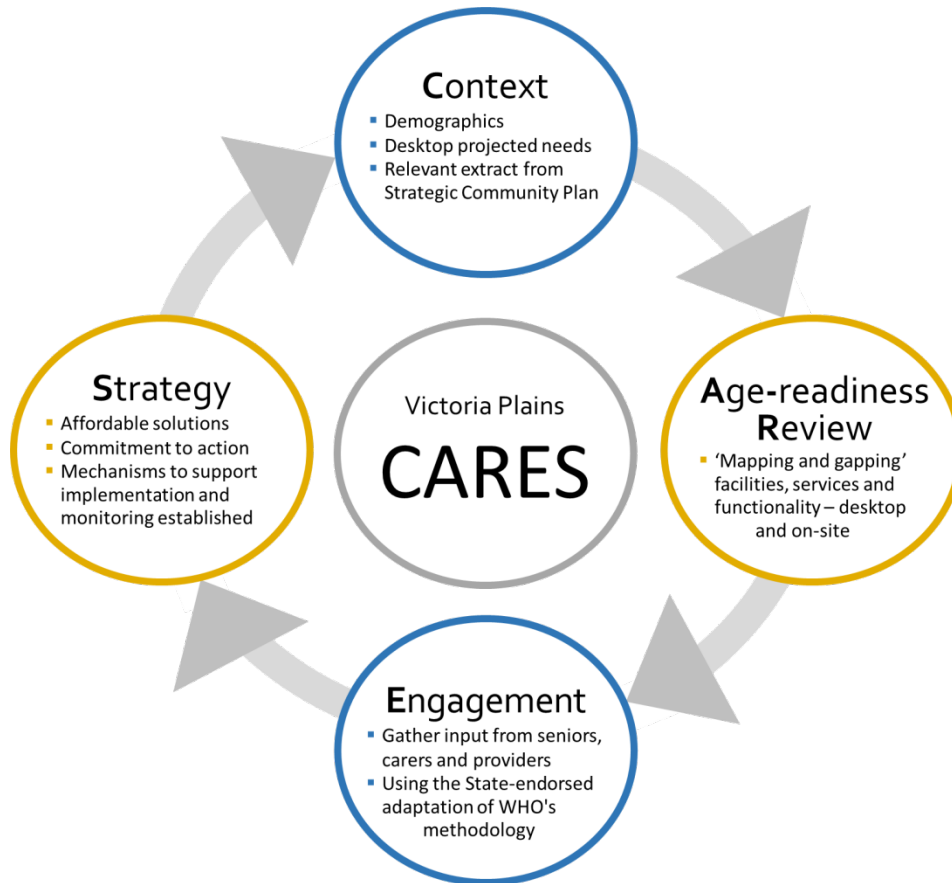 Context
▪ Demographics
▪ Desktop projected needs
▪ Relevant extract from
Strategic Community Plan
Age-readiness
Review
▪ ‘Mapping and gapping’
facilities, services and
functionality – desktop
and on-site
Engagement
▪ Gather input from seniors,
carers and providers
▪ Using the State-endorsed
adaptation of WHO's
methodology
Strategy
▪ Affordable solutions
▪ Commitment to action
▪ Mechanisms to support
implementation and
monitoring established
Victoria Plains
CARES